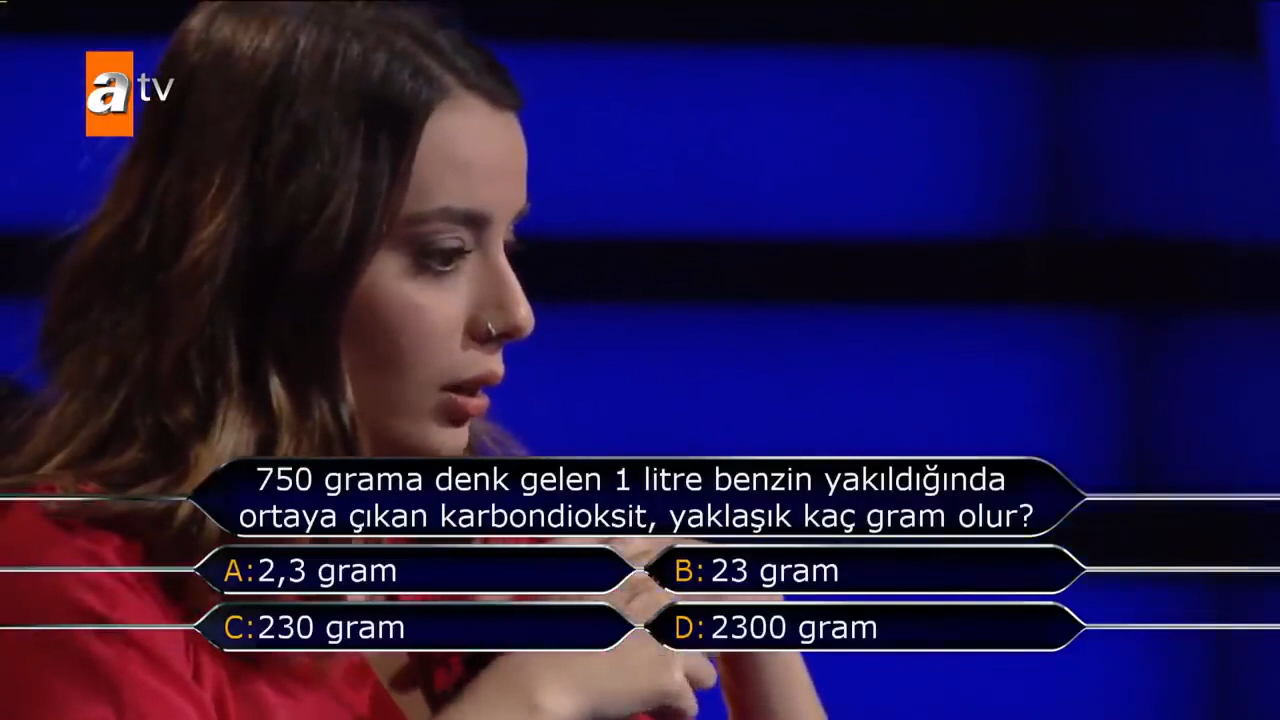 atv
750 grama denk gelen 1 litre benzin yakıldığında
ortaya çıkan karbondioksit, yaklaşık kaç gram olur?
A: 2,3 gram
B: 23 gram
C: 230 gram
D: 2300 gram